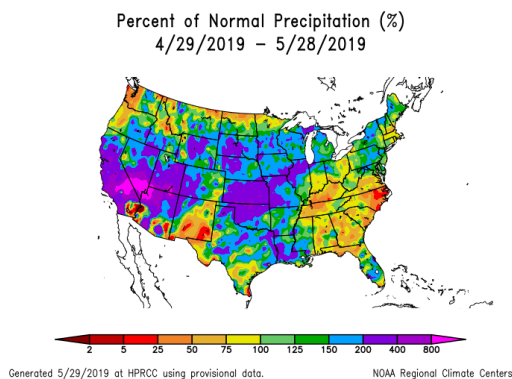 Percent of Normal Precipitation (%)
4/29/2019 – 5/28/2019
2 5 25 50 75 100 125 150 200 400 800
Generated 5/29/2019 at HPRCC using provisional data.
NOAA Regional Climate Centers